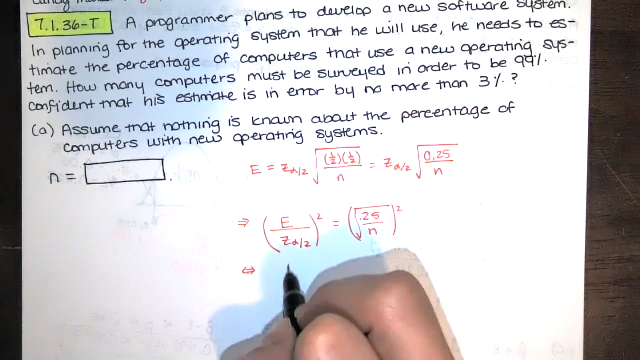 7.1.36-T A programmer plans to develop a new software system.
In planning for the operating system that he will use, he needs to es-
timate the percentage of computers that use a new operating sys-
tem. How many computers must be surveyed in order to be 99%
confident that his estimate is in error by no more than 3%?
(a) Assume that nothing is known about the percentage of
computers with new operating systems.
n =
E = z_{α/2} √((½)(½)/n) = z_{α/2} √(0.25/n)
⇒ (E/z_{α/2})² = (√(.25/n))²
⇔